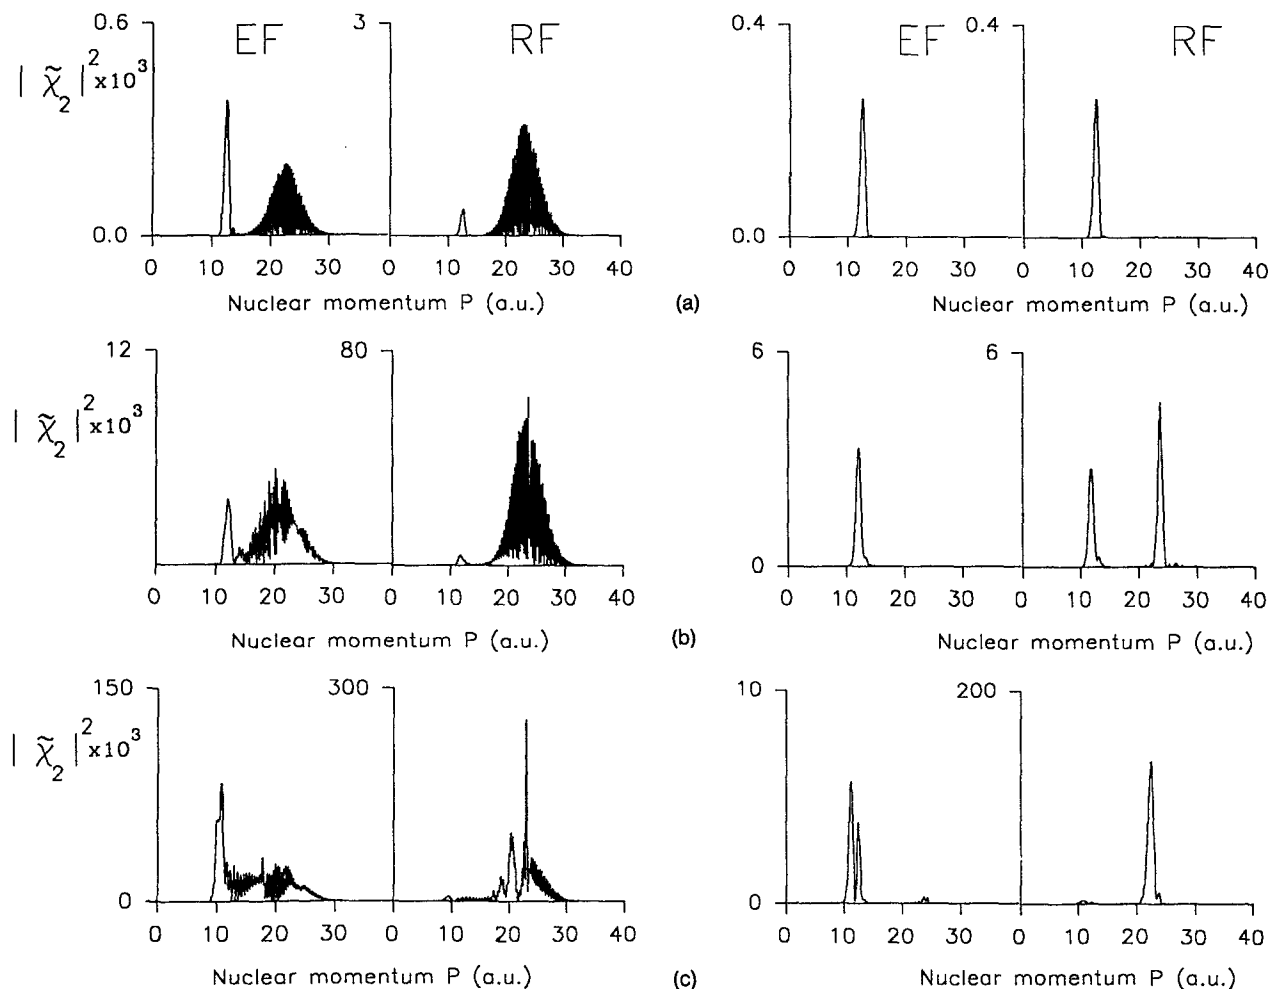 0.6 EF 3 RF 0.4 EF 0.4 RF
| χ̃₂ |² x10³
0.0 0.0
0 10 20 30 0 10 20 30 40 0 10 20 30 0 10 20 30 40
Nuclear momentum P (a.u.) (a) Nuclear momentum P (a.u.)
12 80 6 6
| χ̃₂ |² x10³
0 0 0
0 10 20 30 0 10 20 30 40 0 10 20 30 0 10 20 30 40
Nuclear momentum P (a.u.) (b) Nuclear momentum P (a.u.)
150 300 10 200
| χ̃₂ |² x10³
0 0 0
0 10 20 30 0 10 20 30 40 0 10 20 30 0 10 20 30 40
Nuclear momentum P (a.u.) (c) Nuclear momentum P (a.u.)